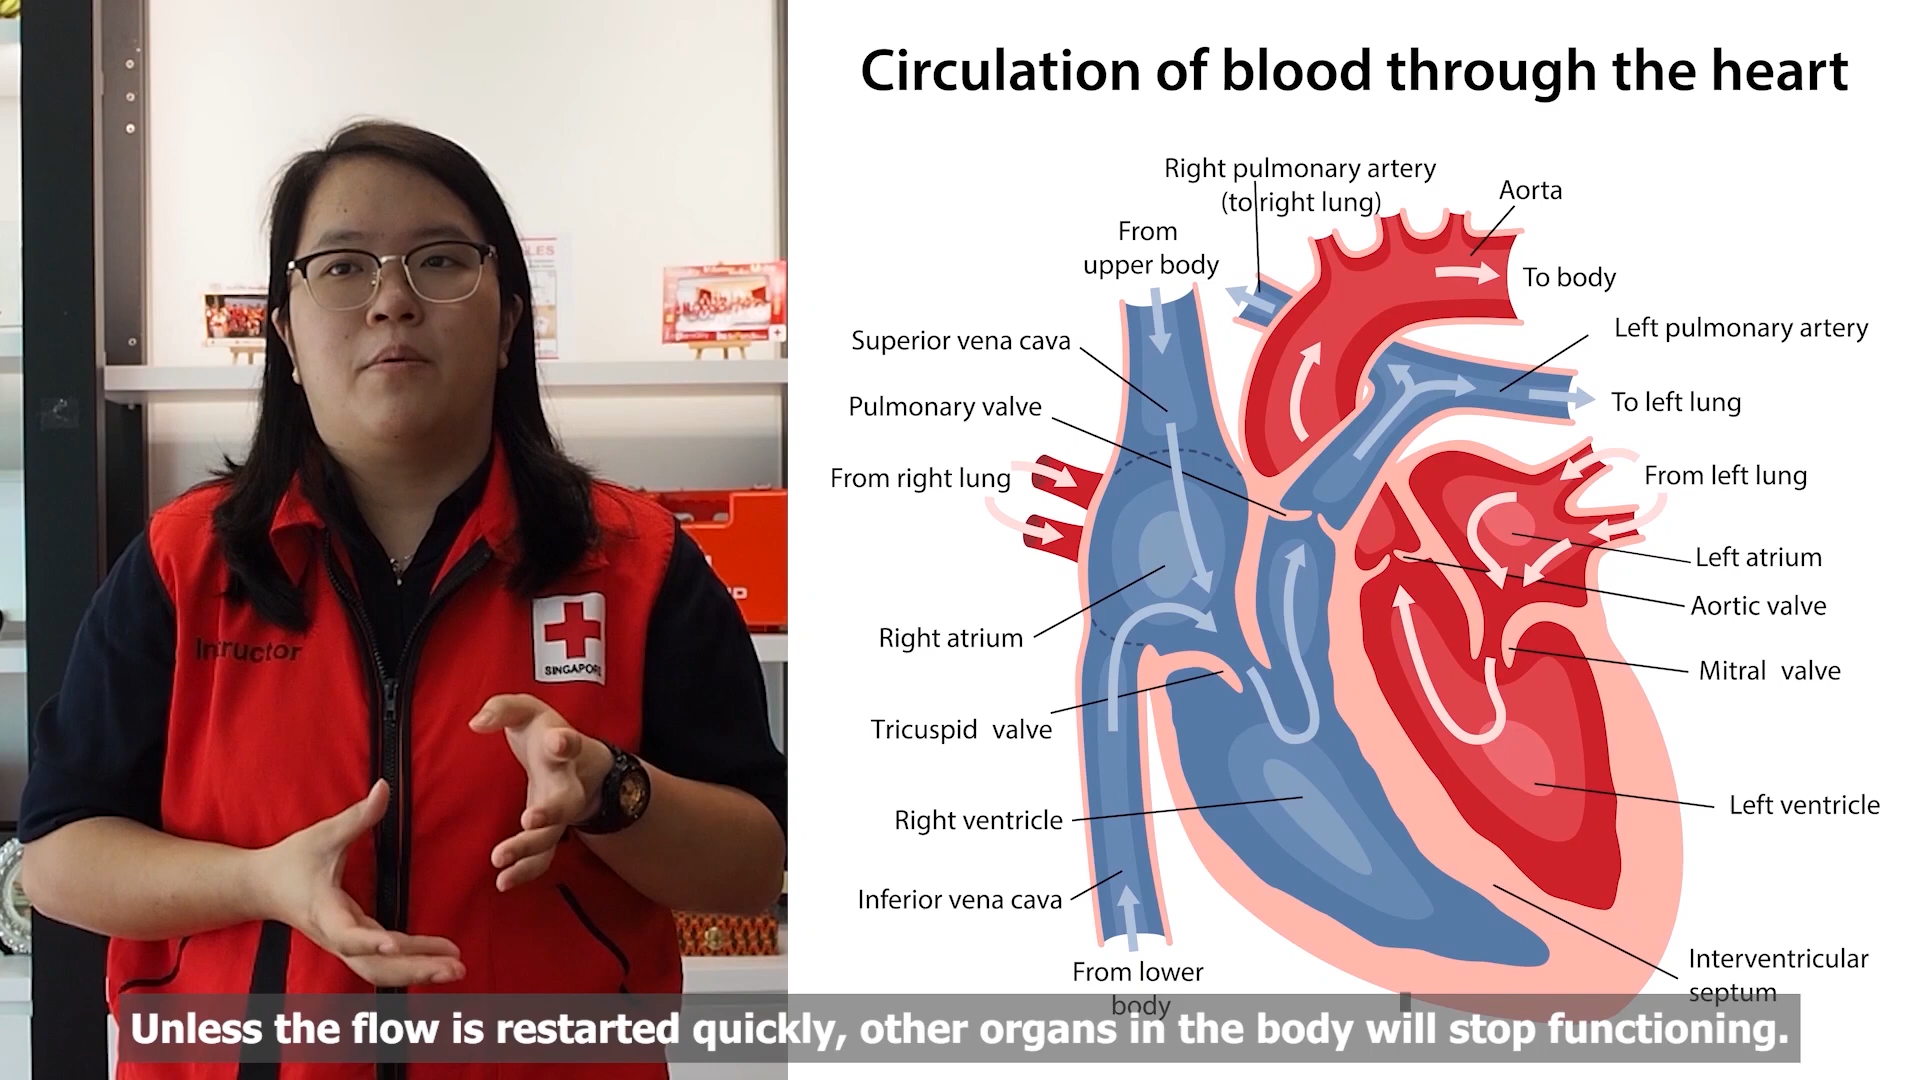 Circulation of blood through the heart
Right pulmonary artery
(to right lung)
Aorta
From
upper body
To body
Left pulmonary artery
Superior vena cava
To left lung
Pulmonary valve
From right lung
From left lung
Left atrium
Aortic valve
Right atrium
Mitral valve
Tricuspid valve
Left ventricle
Right ventricle
Inferior vena cava
Interventricular
septum
From lower
body
Instructor
SINGAPORE
Unless the flow is restarted quickly, other organs in the body will stop functioning.